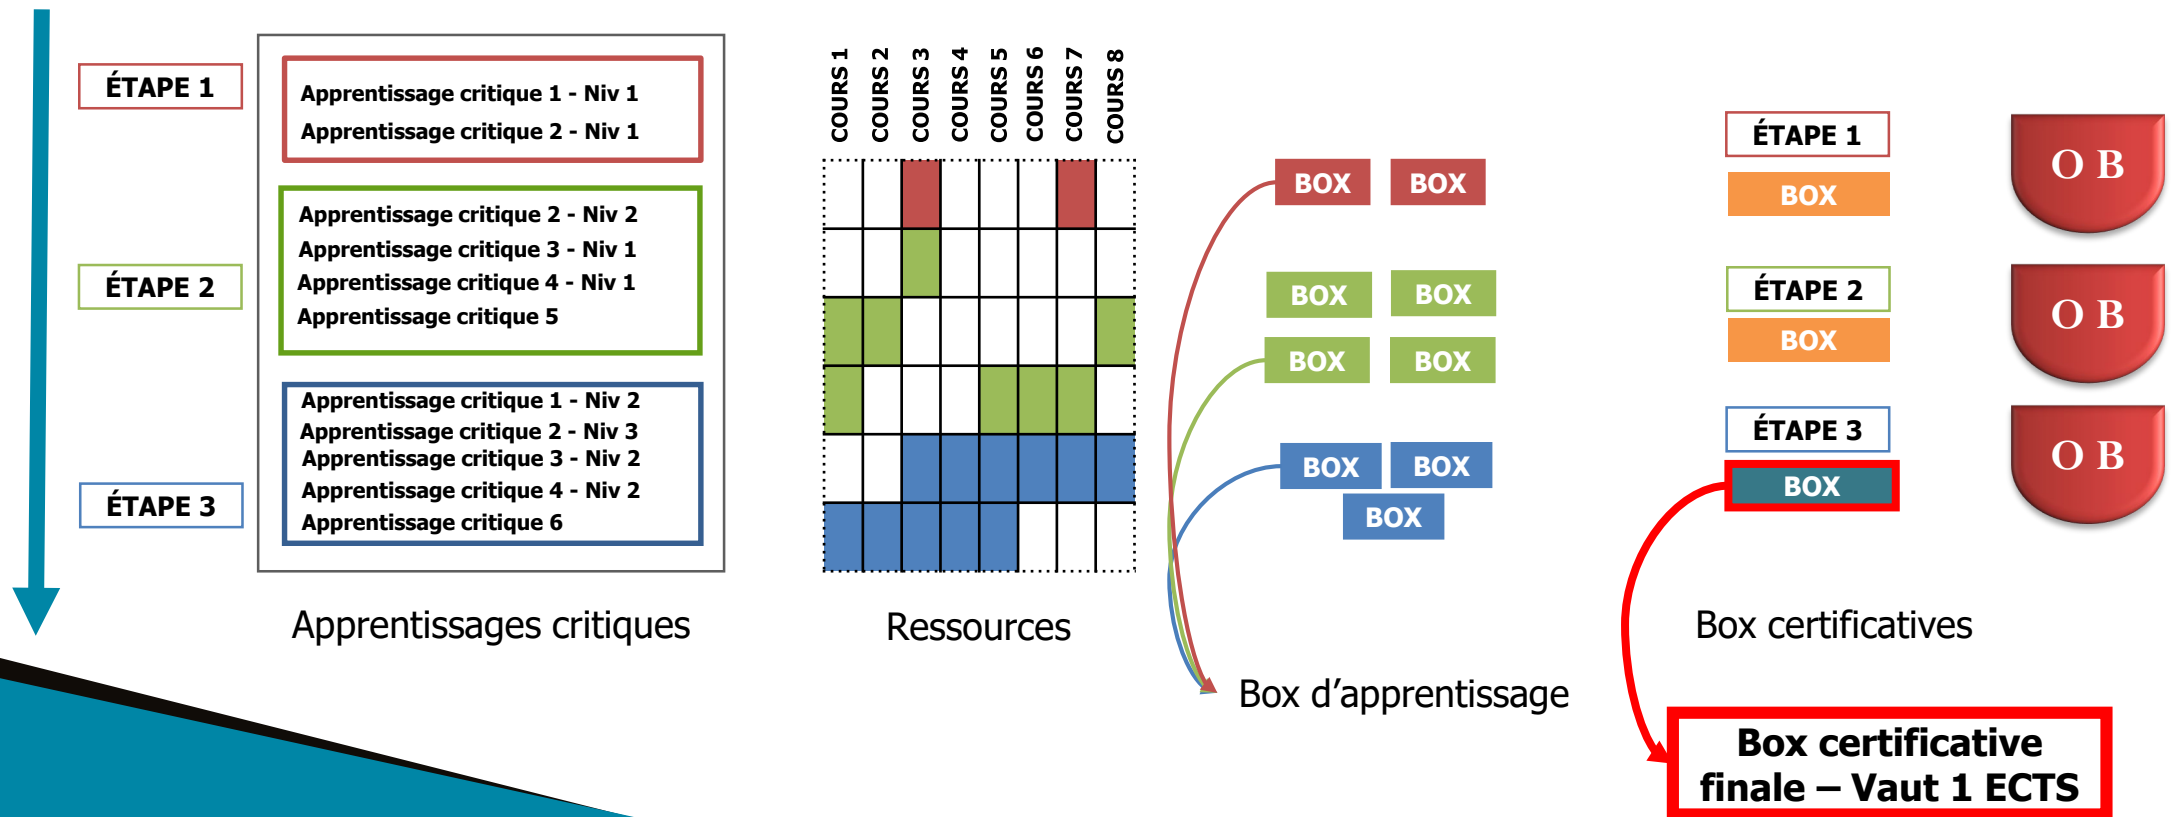 ÉTAPE 1
Apprentissage critique 1 - Niv 1
Apprentissage critique 2 - Niv 1
ÉTAPE 2
Apprentissage critique 2 - Niv 2
Apprentissage critique 3 - Niv 1
Apprentissage critique 4 - Niv 1
Apprentissage critique 5
ÉTAPE 3
Apprentissage critique 1 - Niv 2
Apprentissage critique 2 - Niv 3
Apprentissage critique 3 - Niv 2
Apprentissage critique 4 - Niv 2
Apprentissage critique 6
Apprentissages critiques
COURS 1
COURS 2
COURS 3
COURS 4
COURS 5
COURS 6
COURS 7
COURS 8
Ressources
BOX BOX
BOX BOX
BOX BOX
BOX BOX
BOX
Box d’apprentissage
ÉTAPE 1
BOX
O B
ÉTAPE 2
BOX
O B
ÉTAPE 3
BOX
O B
Box certificatives
Box certificative
finale – Vaut 1 ECTS